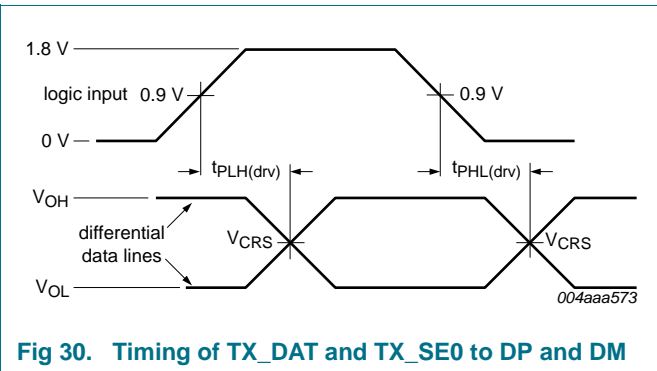 1.8 V
logic input 0.9 V
0.9 V
0 V
tPLH(drv)
tPHL(drv)
VOH
differential
data lines
VCRS
VCRS
VOL
004aaa573
Fig 30. Timing of TX_DAT and TX_SE0 to DP and DM